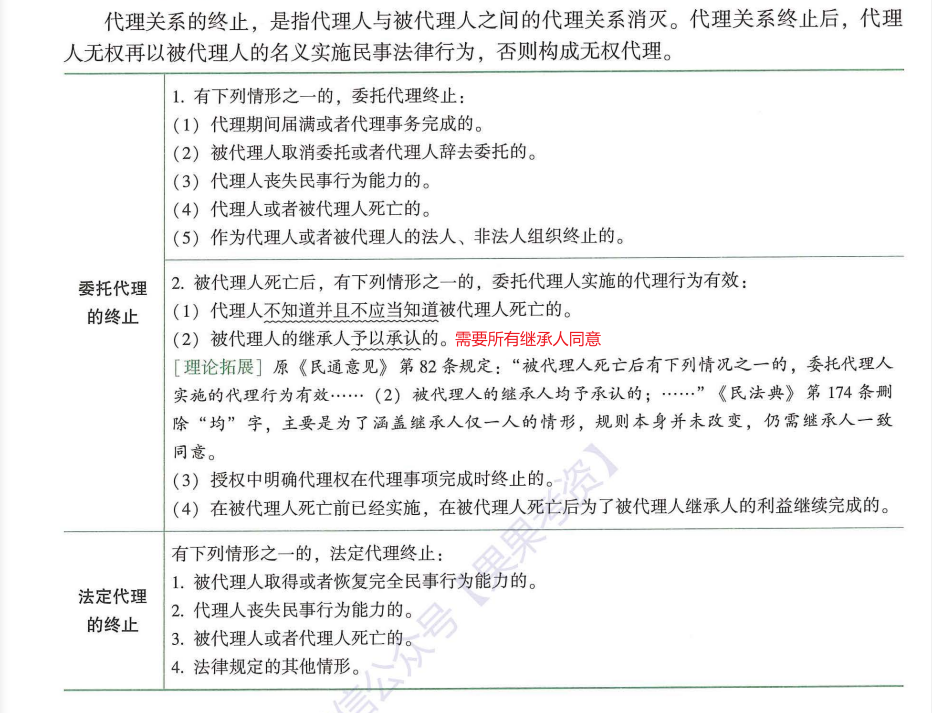 代理关系的终止，是指代理人与被代理人之间的代理关系消灭。代理关系终止后，代理
人无权再以被代理人的名义实施民事法律行为，否则构成无权代理。
委托代理
的终止
1. 有下列情形之一的，委托代理终止：
（1）代理期间届满或者代理事务完成的。
（2）被代理人取消委托或者代理人辞去委托的。
（3）代理人丧失民事行为能力的。
（4）代理人或者被代理人死亡的。
（5）作为代理人或者被代理人的法人、非法人组织终止的。
2. 被代理人死亡后，有下列情形之一的，委托代理人实施的代理行为有效：
（1）代理人不知道并且不应当知道被代理人死亡的。
（2）被代理人的继承人予以承认的。需要所有继承人同意
［理论拓展］原《民通意见》第 82 条规定：“被代理人死亡后有下列情况之一的，委托代理人
实施的代理行为有效……（2）被代理人的继承人均予承认的；……”《民法典》第 174 条删
除“均”字，主要是为了涵盖继承人仅一人的情形，规则本身并未改变，仍需继承人一致
同意。
（3）授权中明确代理权在代理事项完成时终止的。
（4）在被代理人死亡前已经实施，在被代理人死亡后为了被代理人继承人的利益继续完成的。
法定代理
的终止
有下列情形之一的，法定代理终止：
1. 被代理人取得或者恢复完全民事行为能力的。
2. 代理人丧失民事行为能力的。
3. 被代理人或者代理人死亡的。
4. 法律规定的其他情形。
信公众号【果果考资】